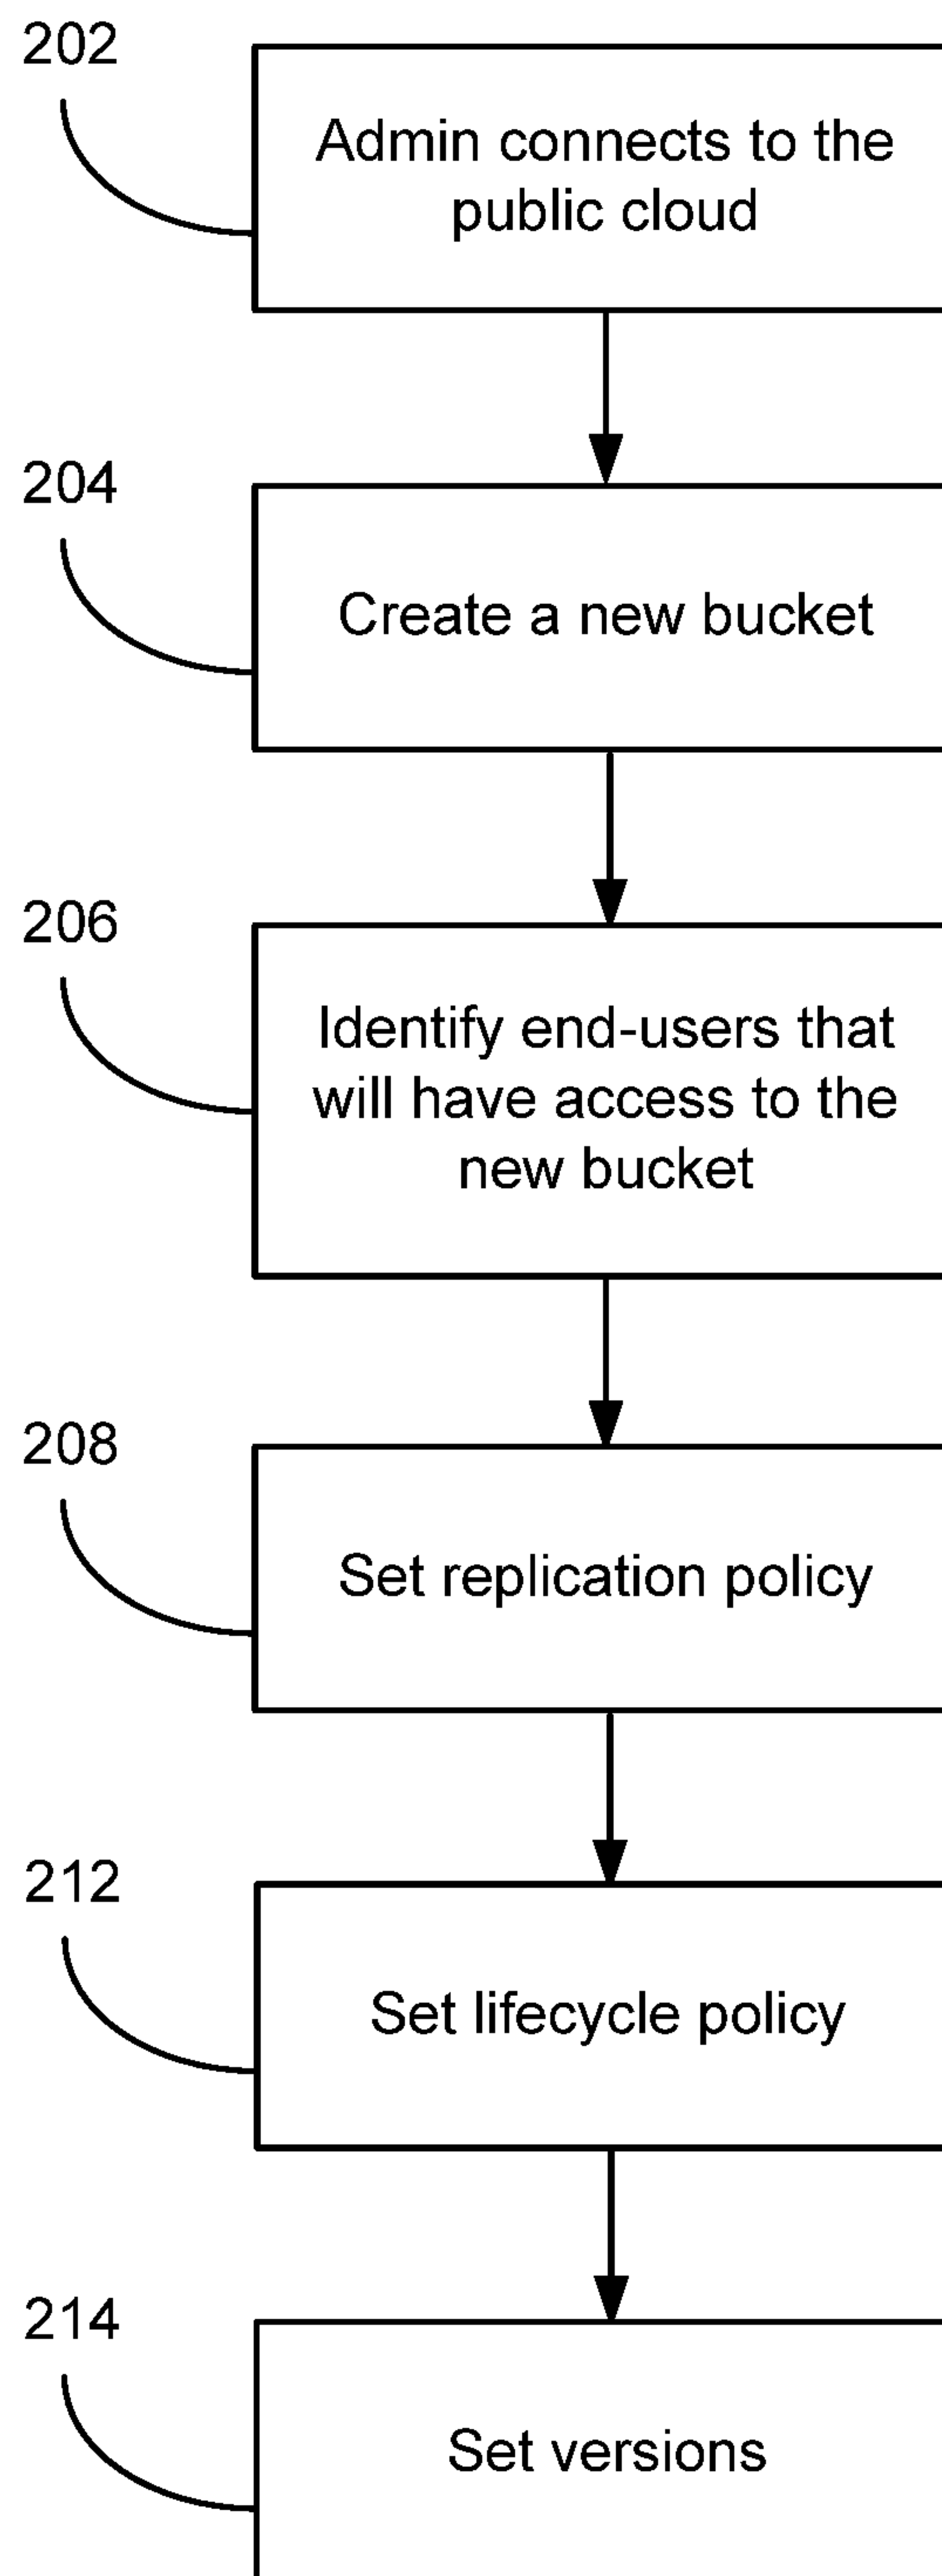 202
Admin connects to the
public cloud
204
Create a new bucket
206
Identify end-users that
will have access to the
new bucket
208
Set replication policy
212
Set lifecycle policy
214
Set versions